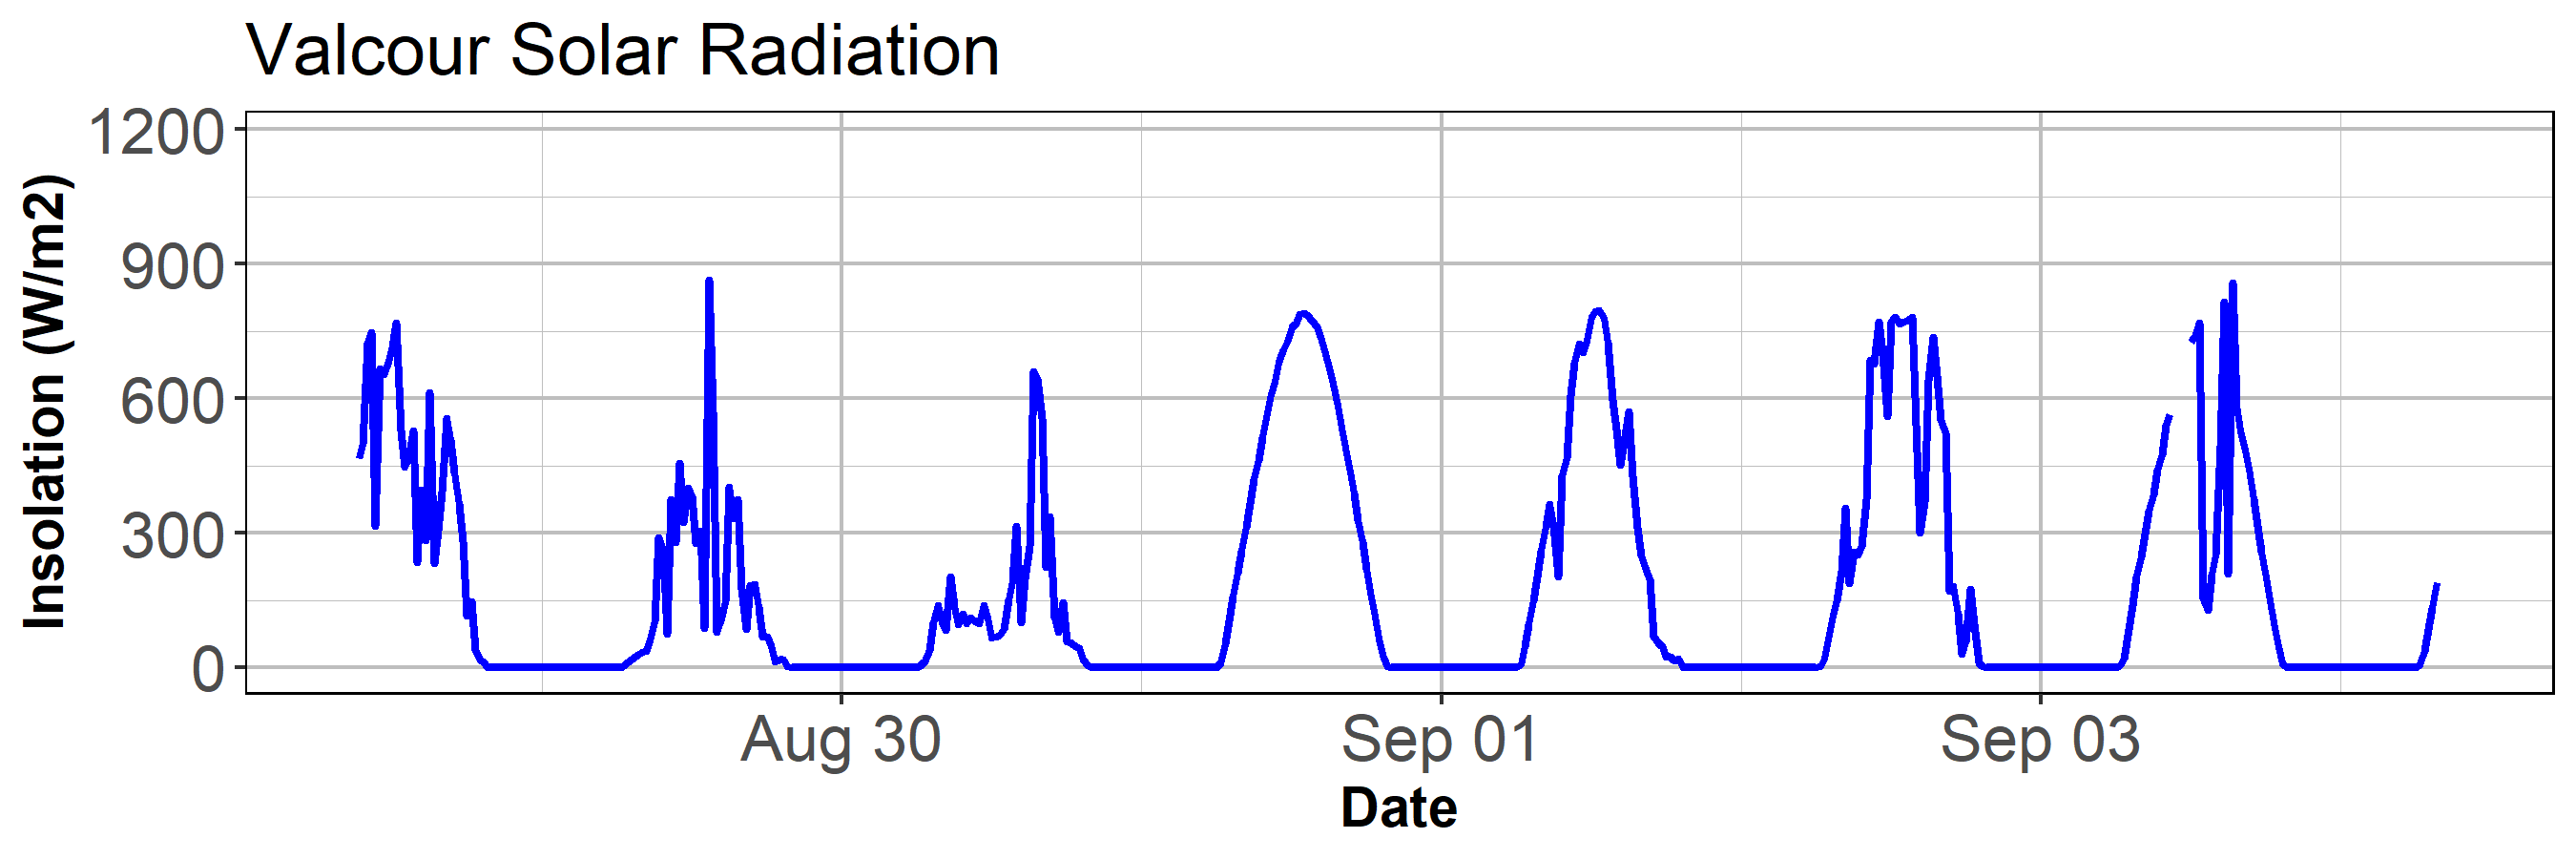 Valcour Solar Radiation
1200
900
600
300
0
Insolation (W/m2)
Aug 30
Sep 01
Sep 03
Date